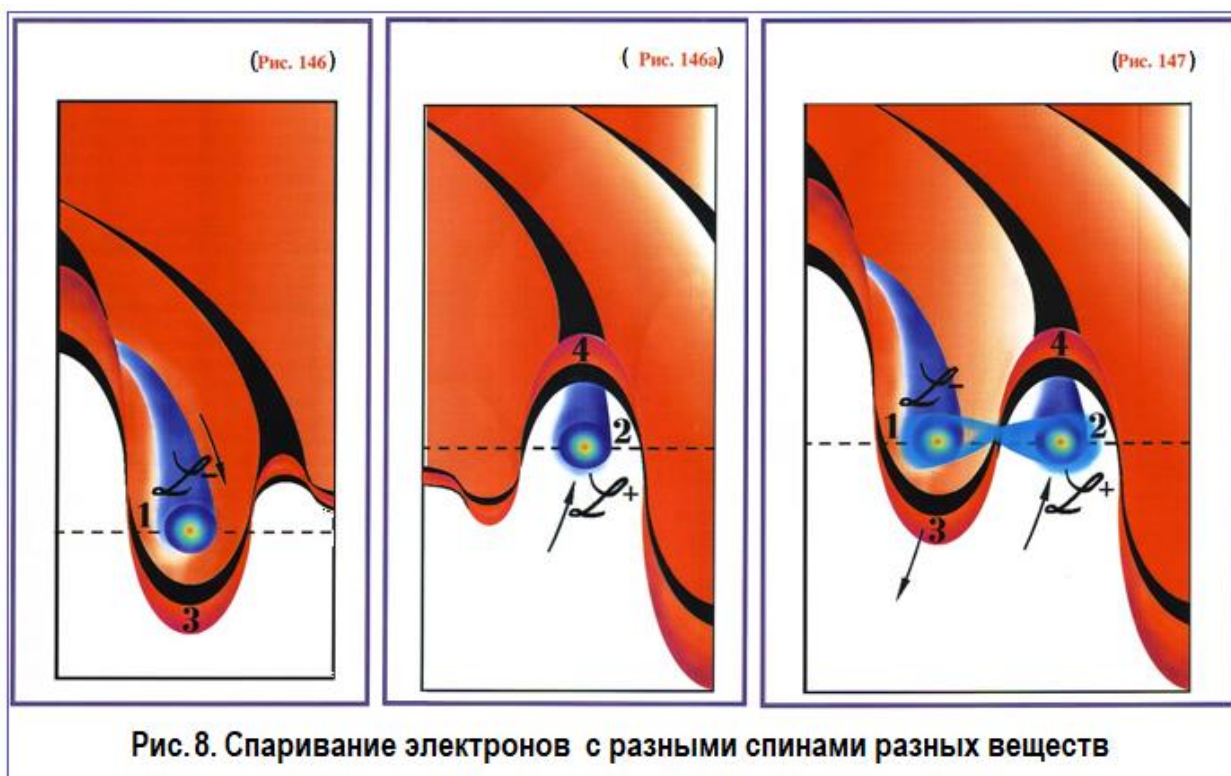 (Рис. 146)
ℒ-
1
3
( Рис. 146а)
4
2
ℒ+
(Рис. 147)
4
ℒ-
1
2
ℒ+
3
Рис. 8. Спаривание электронов с разными спинами разных веществ